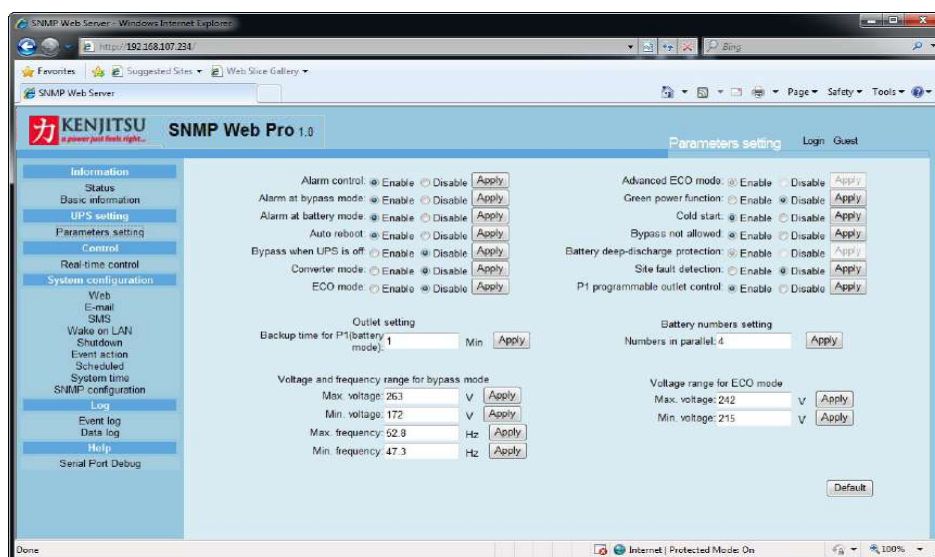 SNMP Web Server - Windows Internet Explorer
http://192.168.107.234/
Bing
Favorites Suggested Sites Web Slice Gallery
SNMP Web Server
Page Safety Tools
力 KENJITSU
a power just feels right...
SNMP Web Pro 1.0
Parameters setting
Login Guest
Information
Status
Basic information
UPS setting
Parameters setting
Control
Real-time control
System configuration
Web
E-mail
SMS
Wake on LAN
Shutdown
Event action
Scheduled
System time
SNMP configuration
Log
Event log
Data log
Help
Serial Port Debug
Alarm control: Enable Disable Apply
Alarm at bypass mode: Enable Disable Apply
Alarm at battery mode: Enable Disable Apply
Auto reboot: Enable Disable Apply
Bypass when UPS is off: Enable Disable Apply
Converter mode: Enable Disable Apply
ECO mode: Enable Disable Apply
Advanced ECO mode: Enable Disable Apply
Green power function: Enable Disable Apply
Cold start: Enable Disable Apply
Bypass not allowed: Enable Disable Apply
Battery deep-discharge protection: Enable Disable Apply
Site fault detection: Enable Disable Apply
P1 programmable outlet control: Enable Disable Apply
Outlet setting
Backup time for P1(battery
mode): 1 Min Apply
Battery numbers setting
Numbers in parallel: 4 Apply
Voltage and frequency range for bypass mode
Max. voltage: 263 V Apply
Min. voltage: 172 V Apply
Max. frequency: 52.8 Hz Apply
Min. frequency: 47.3 Hz Apply
Voltage range for ECO mode
Max. voltage: 242 V Apply
Min. voltage: 215 V Apply
Default
Done
Internet | Protected Mode: On
100%